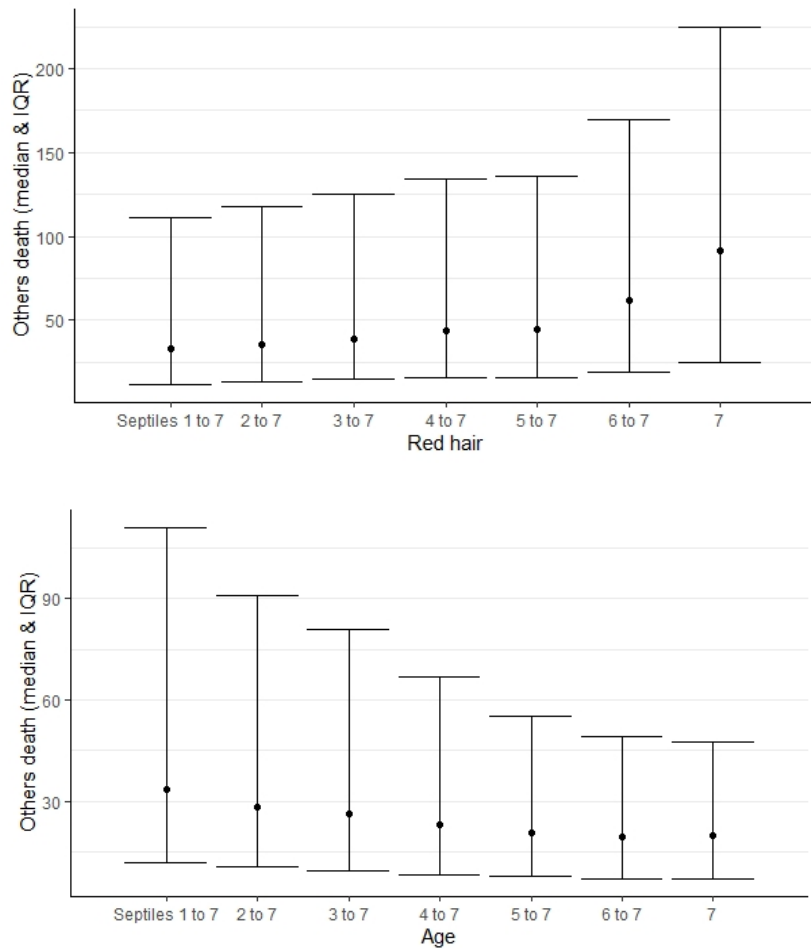 Others death (median & IQR)
200
150
100
50
Septiles 1 to 7 2 to 7 3 to 7 4 to 7 5 to 7 6 to 7 7
Red hair
Others death (median & IQR)
90
60
30
Septiles 1 to 7 2 to 7 3 to 7 4 to 7 5 to 7 6 to 7 7
Age